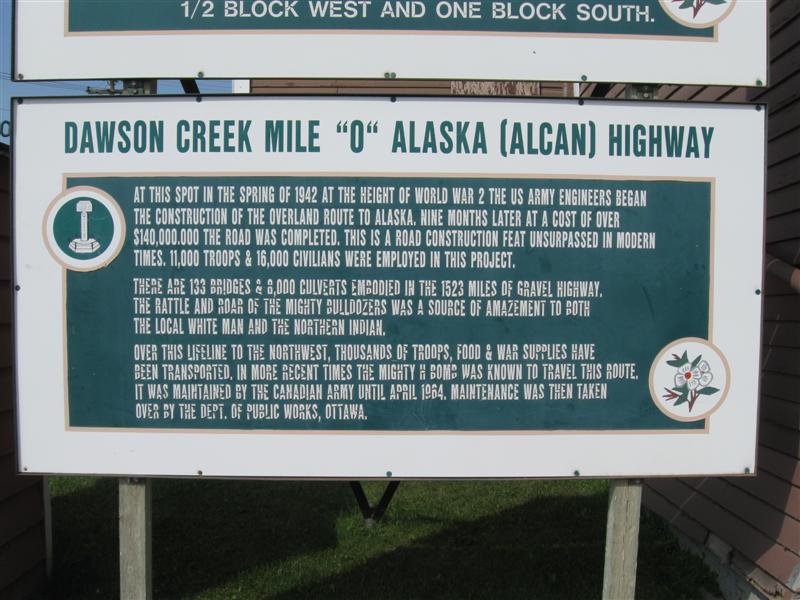 1/2 BLOCK WEST AND ONE BLOCK SOUTH.
DAWSON CREEK MILE "0" ALASKA (ALCAN) HIGHWAY
AT THIS SPOT IN THE SPRING OF 1942 AT THE HEIGHT OF WORLD WAR 2 THE US ARMY ENGINEERS BEGAN
THE CONSTRUCTION OF THE OVERLAND ROUTE TO ALASKA. NINE MONTHS LATER AT A COST OF OVER
$140,000.000 THE ROAD WAS COMPLETED. THIS IS A ROAD CONSTRUCTION FEAT UNSURPASSED IN MODERN
TIMES. 11,000 TROOPS & 16,000 CIVILIANS WERE EMPLOYED IN THIS PROJECT.
THERE ARE 133 BRIDGES & 8,000 CULVERTS EMBODIED IN THE 1523 MILES OF GRAVEL HIGHWAY.
THE RATTLE AND ROAR OF THE MIGHTY BULLDOZERS WAS A SOURCE OF AMAZEMENT TO BOTH
THE LOCAL WHITE MAN AND THE NORTHERN INDIAN.
OVER THIS LIFELINE TO THE NORTHWEST, THOUSANDS OF TROOPS, FOOD & WAR SUPPLIES HAVE
BEEN TRANSPORTED. IN MORE RECENT TIMES THE MIGHTY H BOMB WAS KNOWN TO TRAVEL THIS ROUTE.
IT WAS MAINTAINED BY THE CANADIAN ARMY UNTIL APRIL 1964. MAINTENANCE WAS THEN TAKEN
OVER BY THE DEPT. OF PUBLIC WORKS, OTTAWA.